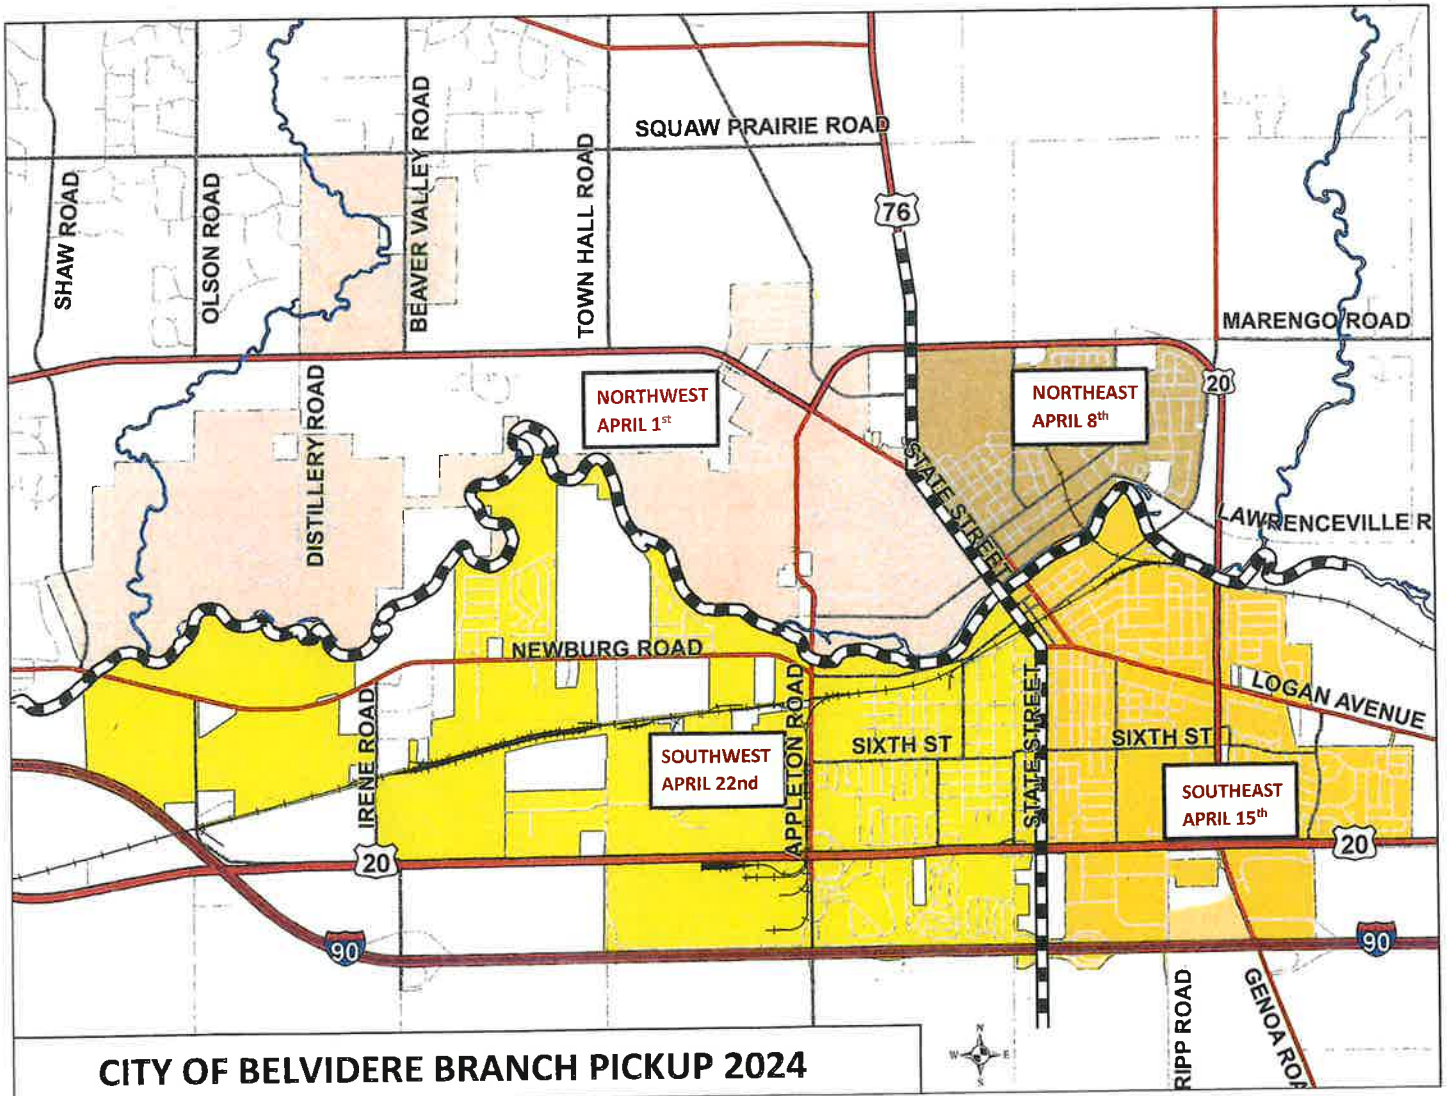 SQUAW PRAIRIE ROAD
SHAW ROAD
OLSON ROAD
BEAVER VALLEY ROAD
TOWN HALL ROAD
76
MARENGO ROAD
20
NORTHWEST
APRIL 1st
NORTHEAST
APRIL 8th
DISTILLERY ROAD
STATE STREET
LAWRENCEVILLE R
NEWBURG ROAD
IRENE ROAD
APPLETON ROAD
STATE STREET
LOGAN AVENUE
SIXTH ST
SIXTH ST
SOUTHWEST
APRIL 22nd
SOUTHEAST
APRIL 15th
20
20
90
90
RIPP ROAD
GENOA ROA
CITY OF BELVIDERE BRANCH PICKUP 2024
N
W E
S